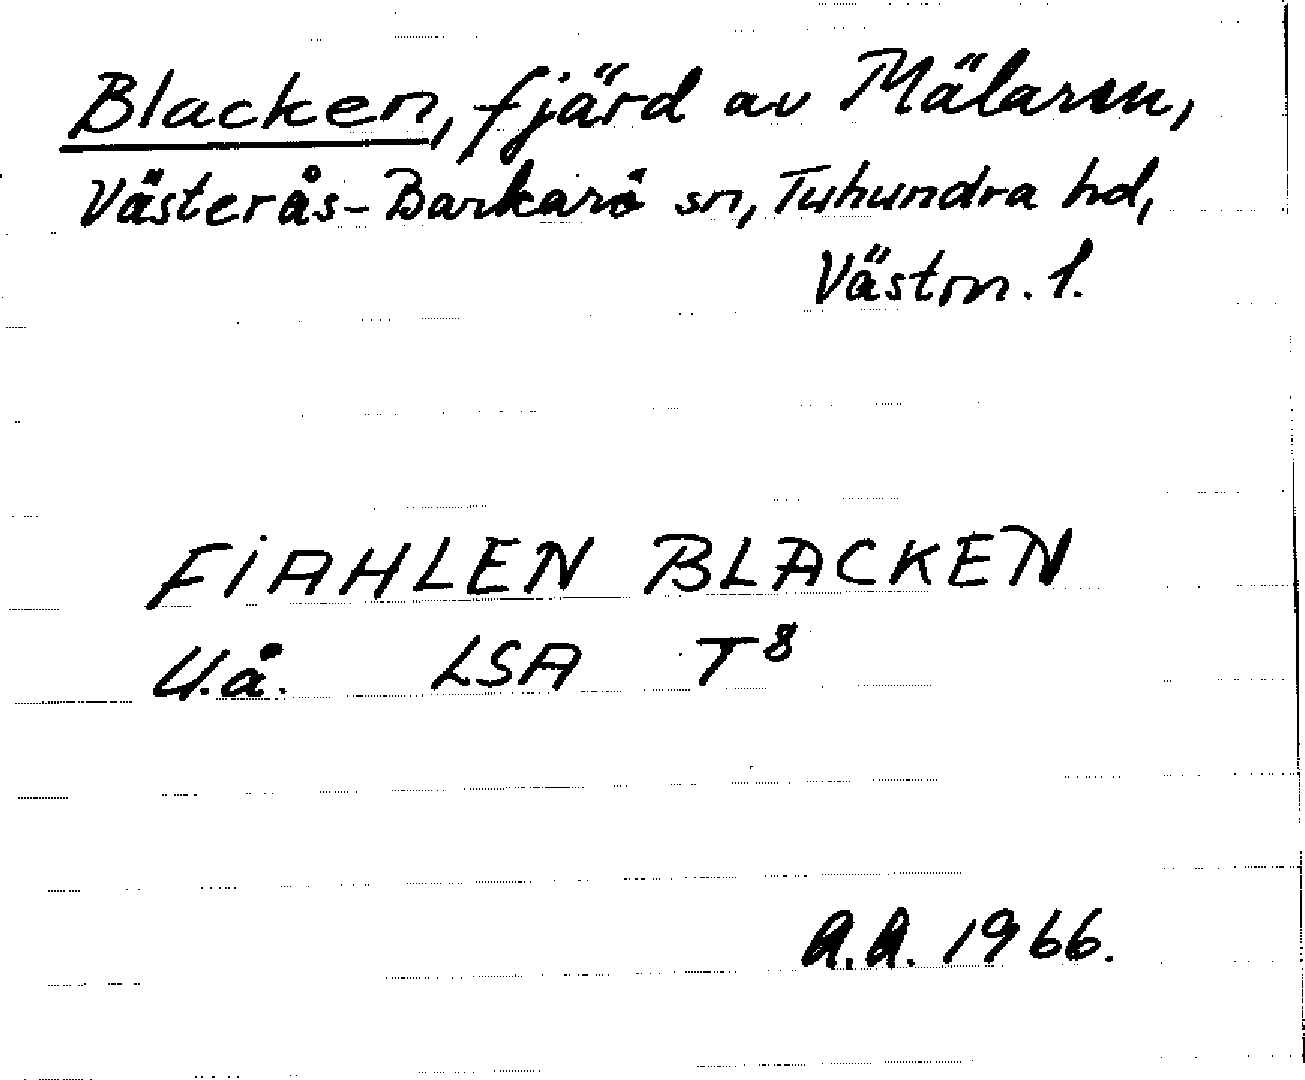 Blacken, fjärd av Mälaren,
Västerås-Barkarö sn, Tuhundra hd,
Västm. l.
FIAHLEN BLACKEN
U.å. LSA T8
A.A. 1966.